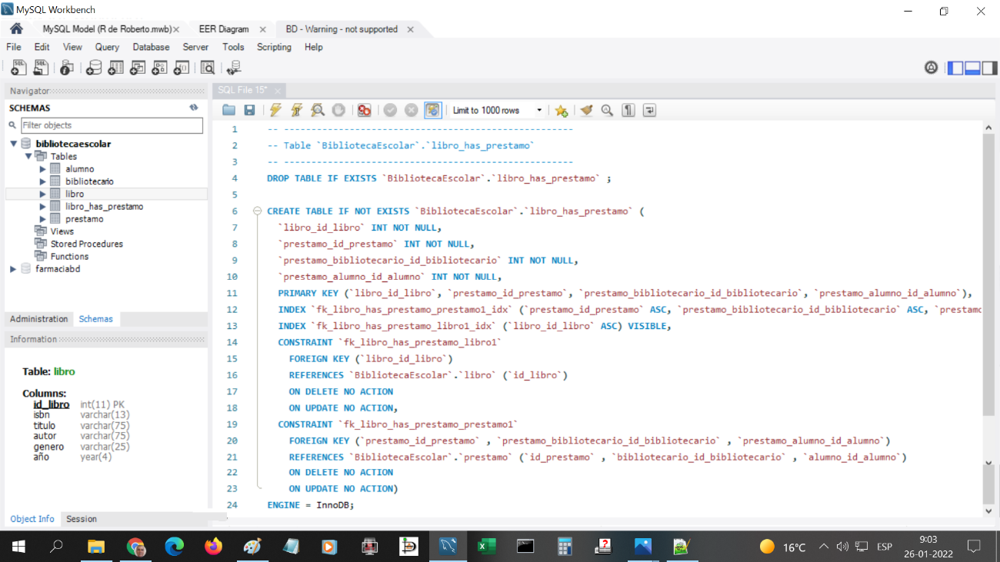 MySQL Workbench
MySQL Model (R de Roberto.mwb)
EER Diagram
BD - Warning - not supported
File Edit View Query Database Server Tools Scripting Help
Navigator
SCHEMAS
Filter objects
bibliotecaescolar
Tables
alumno
bibliotecario
libro
libro_has_prestamo
prestamo
Views
Stored Procedures
Functions
farmaciabd
Administration Schemas
Information
Table: libro
Columns:
id_libro int(11) PK
isbn varchar(13)
titulo varchar(75)
autor varchar(75)
genero varchar(25)
año year(4)
Object Info Session
SQL File 15*
Limit to 1000 rows
1 -- -----------------------------------------------------
2 -- Table `BibliotecaEscolar`.`libro_has_prestamo`
3 -- -----------------------------------------------------
4 DROP TABLE IF EXISTS `BibliotecaEscolar`.`libro_has_prestamo` ;
5
6 CREATE TABLE IF NOT EXISTS `BibliotecaEscolar`.`libro_has_prestamo` (
7 `libro_id_libro` INT NOT NULL,
8 `prestamo_id_prestamo` INT NOT NULL,
9 `prestamo_bibliotecario_id_bibliotecario` INT NOT NULL,
10 `prestamo_alumno_id_alumno` INT NOT NULL,
11 PRIMARY KEY (`libro_id_libro`, `prestamo_id_prestamo`, `prestamo_bibliotecario_id_bibliotecario`, `prestamo_alumno_id_alumno`),
12 INDEX `fk_libro_has_prestamo_prestamo1_idx` (`prestamo_id_prestamo` ASC, `prestamo_bibliotecario_id_bibliotecario` ASC, `prestamo
13 INDEX `fk_libro_has_prestamo_libro1_idx` (`libro_id_libro` ASC) VISIBLE,
14 CONSTRAINT `fk_libro_has_prestamo_libro1`
15 FOREIGN KEY (`libro_id_libro`)
16 REFERENCES `BibliotecaEscolar`.`libro` (`id_libro`)
17 ON DELETE NO ACTION
18 ON UPDATE NO ACTION,
19 CONSTRAINT `fk_libro_has_prestamo_prestamo1`
20 FOREIGN KEY (`prestamo_id_prestamo` , `prestamo_bibliotecario_id_bibliotecario` , `prestamo_alumno_id_alumno`)
21 REFERENCES `BibliotecaEscolar`.`prestamo` (`id_prestamo` , `bibliotecario_id_bibliotecario` , `alumno_id_alumno`)
22 ON DELETE NO ACTION
23 ON UPDATE NO ACTION)
24 ENGINE = InnoDB;
16°C
ESP
9:03
26-01-2022